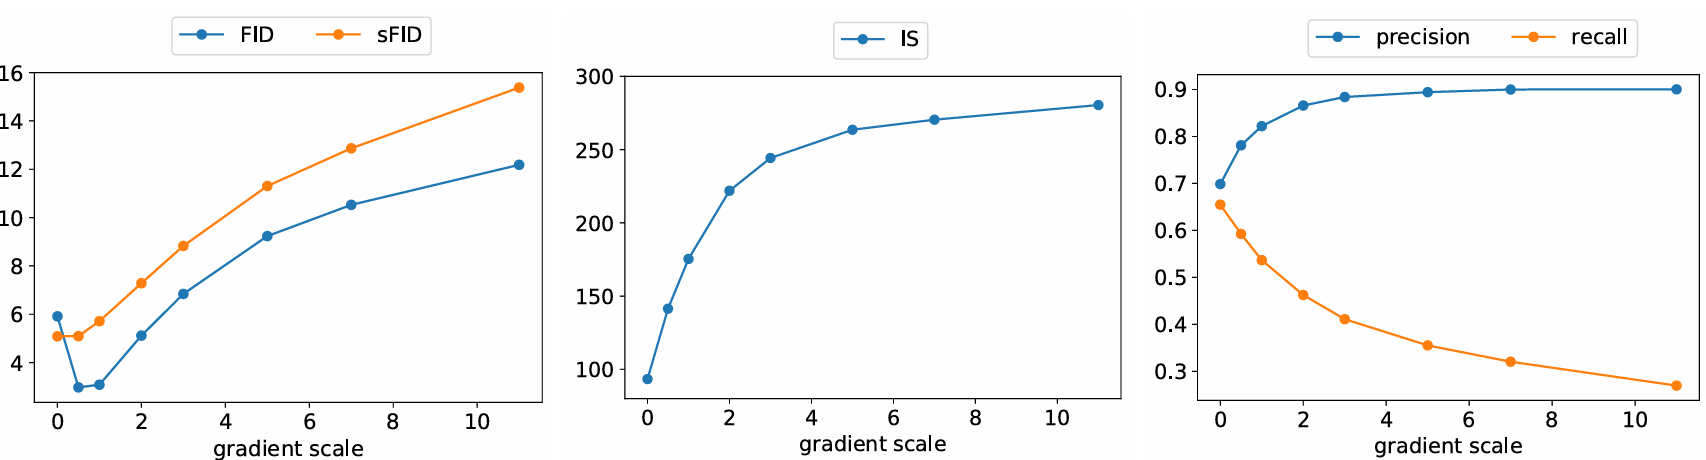 FID sFID
16
14
12
10
8
6
4
0 2 4 6 8 10
gradient scale
IS
300
250
200
150
100
0 2 4 6 8 10
gradient scale
precision recall
0.9
0.8
0.7
0.6
0.5
0.4
0.3
0 2 4 6 8 10
gradient scale